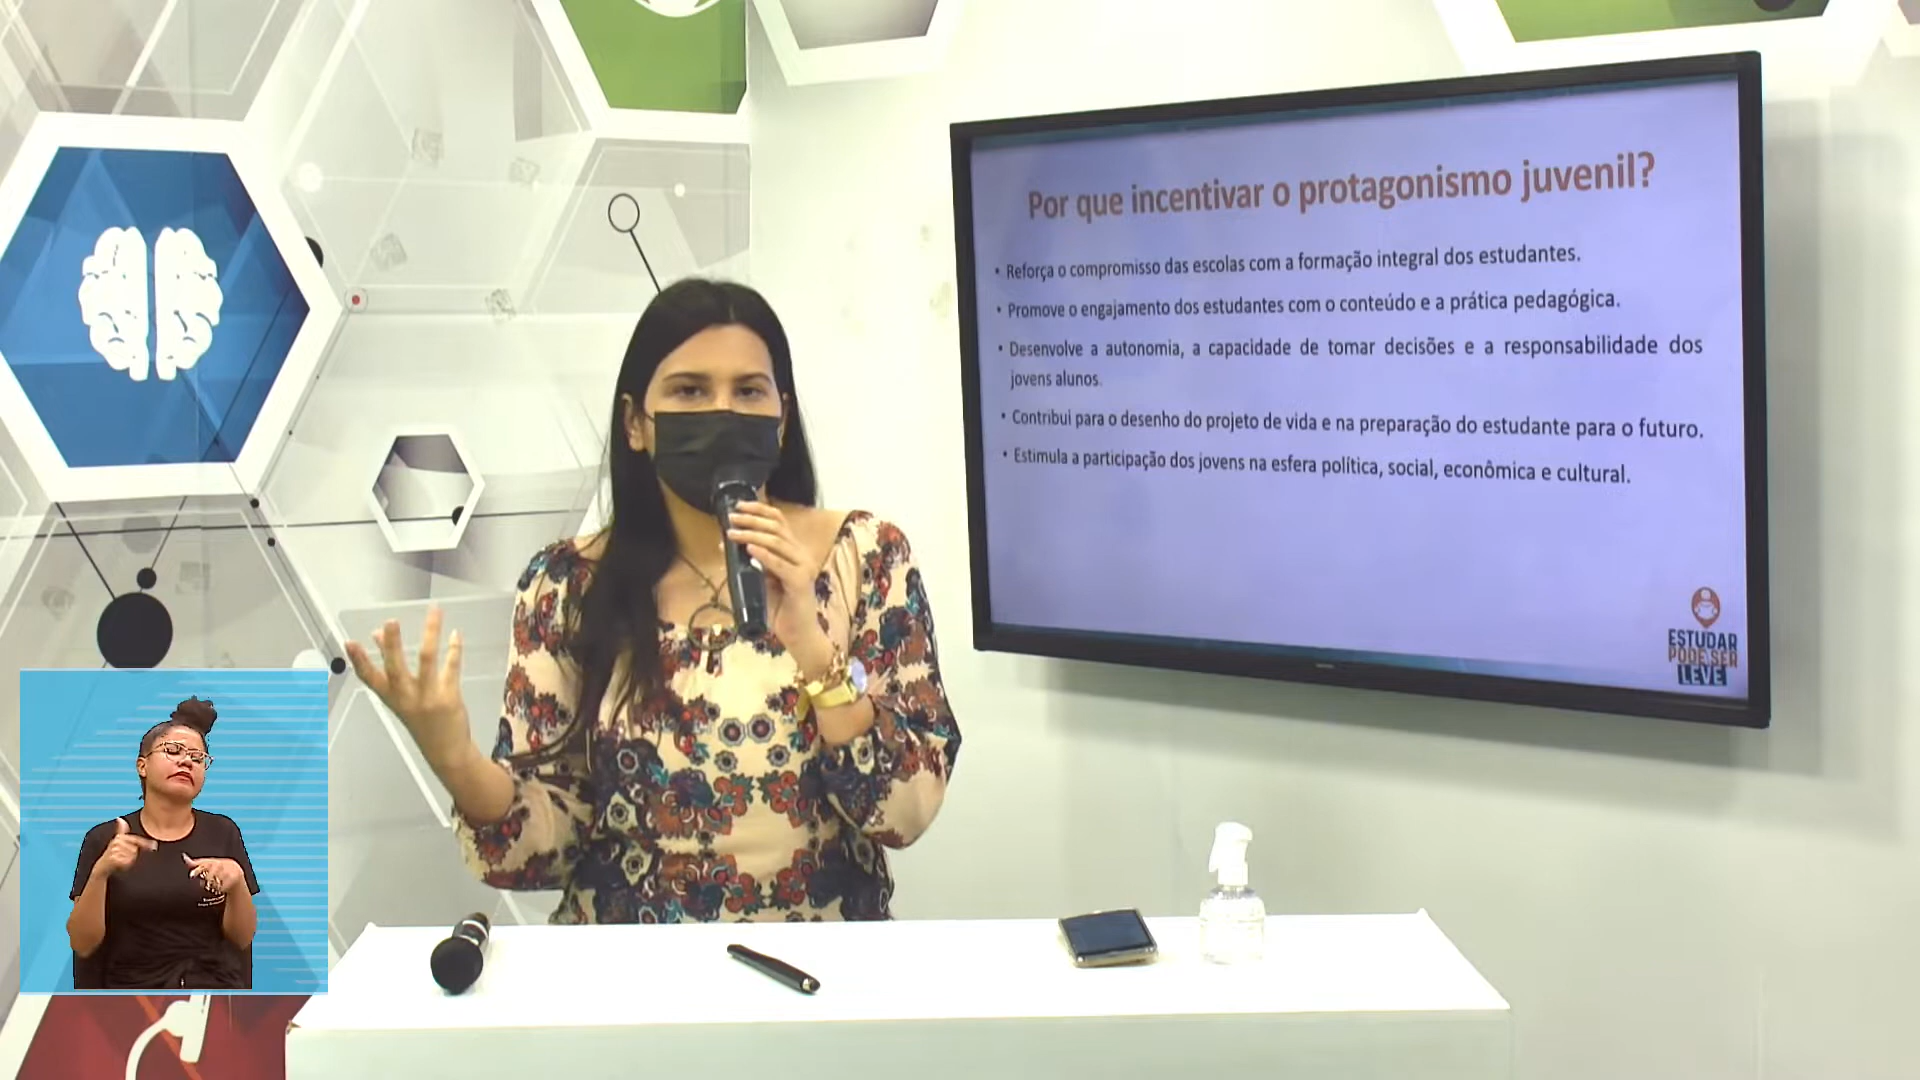 Por que incentivar o protagonismo juvenil?
• Reforça o compromisso das escolas com a formação integral dos estudantes.
• Promove o engajamento dos estudantes com o conteúdo e a prática pedagógica.
• Desenvolve a autonomia, a capacidade de tomar decisões e a responsabilidade dos
jovens alunos.
• Contribui para o desenho do projeto de vida e na preparação do estudante para o futuro.
• Estimula a participação dos jovens na esfera política, social, econômica e cultural.
ESTUDAR
PODE SER
LEVE